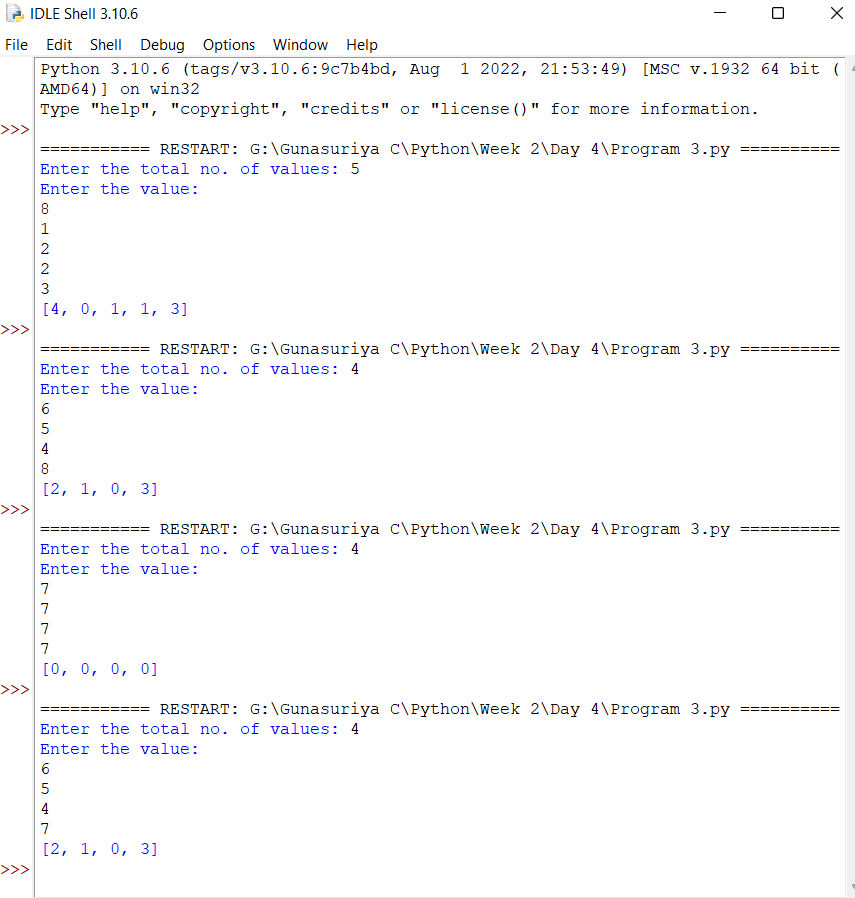 IDLE Shell 3.10.6
File Edit Shell Debug Options Window Help
Python 3.10.6 (tags/v3.10.6:9c7b4bd, Aug  1 2022, 21:53:49) [MSC v.1932 64 bit (
AMD64)] on win32
Type "help", "copyright", "credits" or "license()" for more information.
>>>
=========== RESTART: G:\Gunasuriya C\Python\Week 2\Day 4\Program 3.py ==========
Enter the total no. of values: 5
Enter the value:
8
1
2
2
3
[4, 0, 1, 1, 3]
>>>
=========== RESTART: G:\Gunasuriya C\Python\Week 2\Day 4\Program 3.py ==========
Enter the total no. of values: 4
Enter the value:
6
5
4
8
[2, 1, 0, 3]
>>>
=========== RESTART: G:\Gunasuriya C\Python\Week 2\Day 4\Program 3.py ==========
Enter the total no. of values: 4
Enter the value:
7
7
7
7
[0, 0, 0, 0]
>>>
=========== RESTART: G:\Gunasuriya C\Python\Week 2\Day 4\Program 3.py ==========
Enter the total no. of values: 4
Enter the value:
6
5
4
7
[2, 1, 0, 3]
>>>